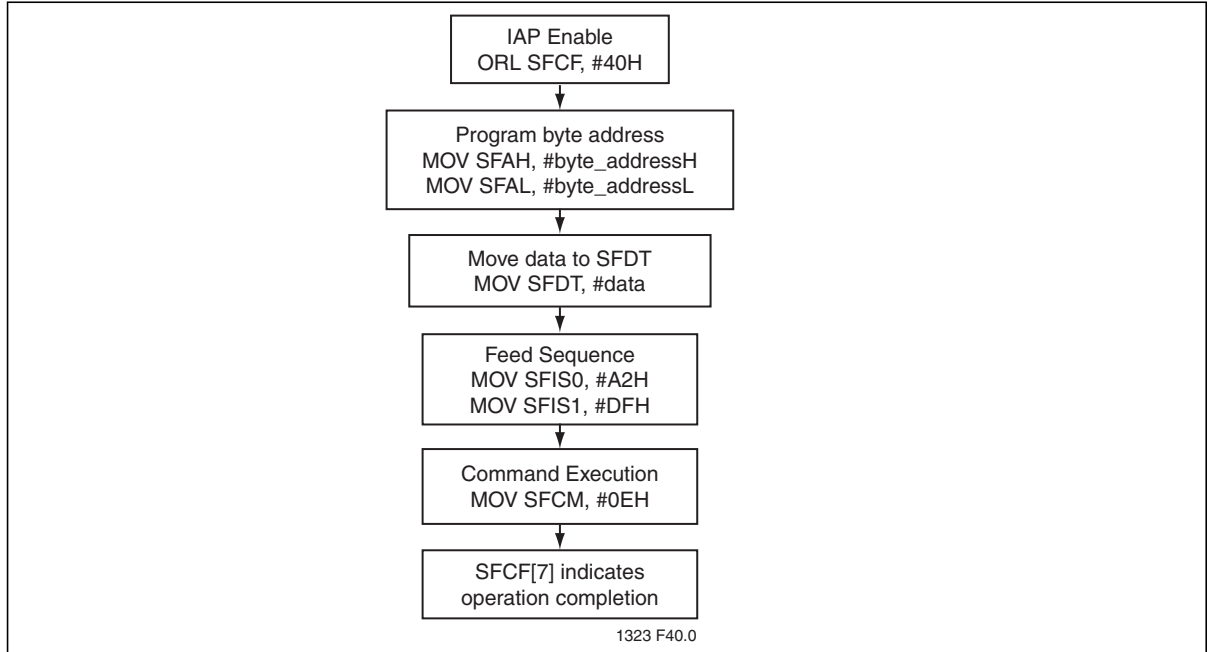 IAP Enable
ORL SFCF, #40H
Program byte address
MOV SFAH, #byte_addressH
MOV SFAL, #byte_addressL
Move data to SFDT
MOV SFDT, #data
Feed Sequence
MOV SFIS0, #A2H
MOV SFIS1, #DFH
Command Execution
MOV SFCM, #0EH
SFCF[7] indicates
operation completion
1323 F40.0